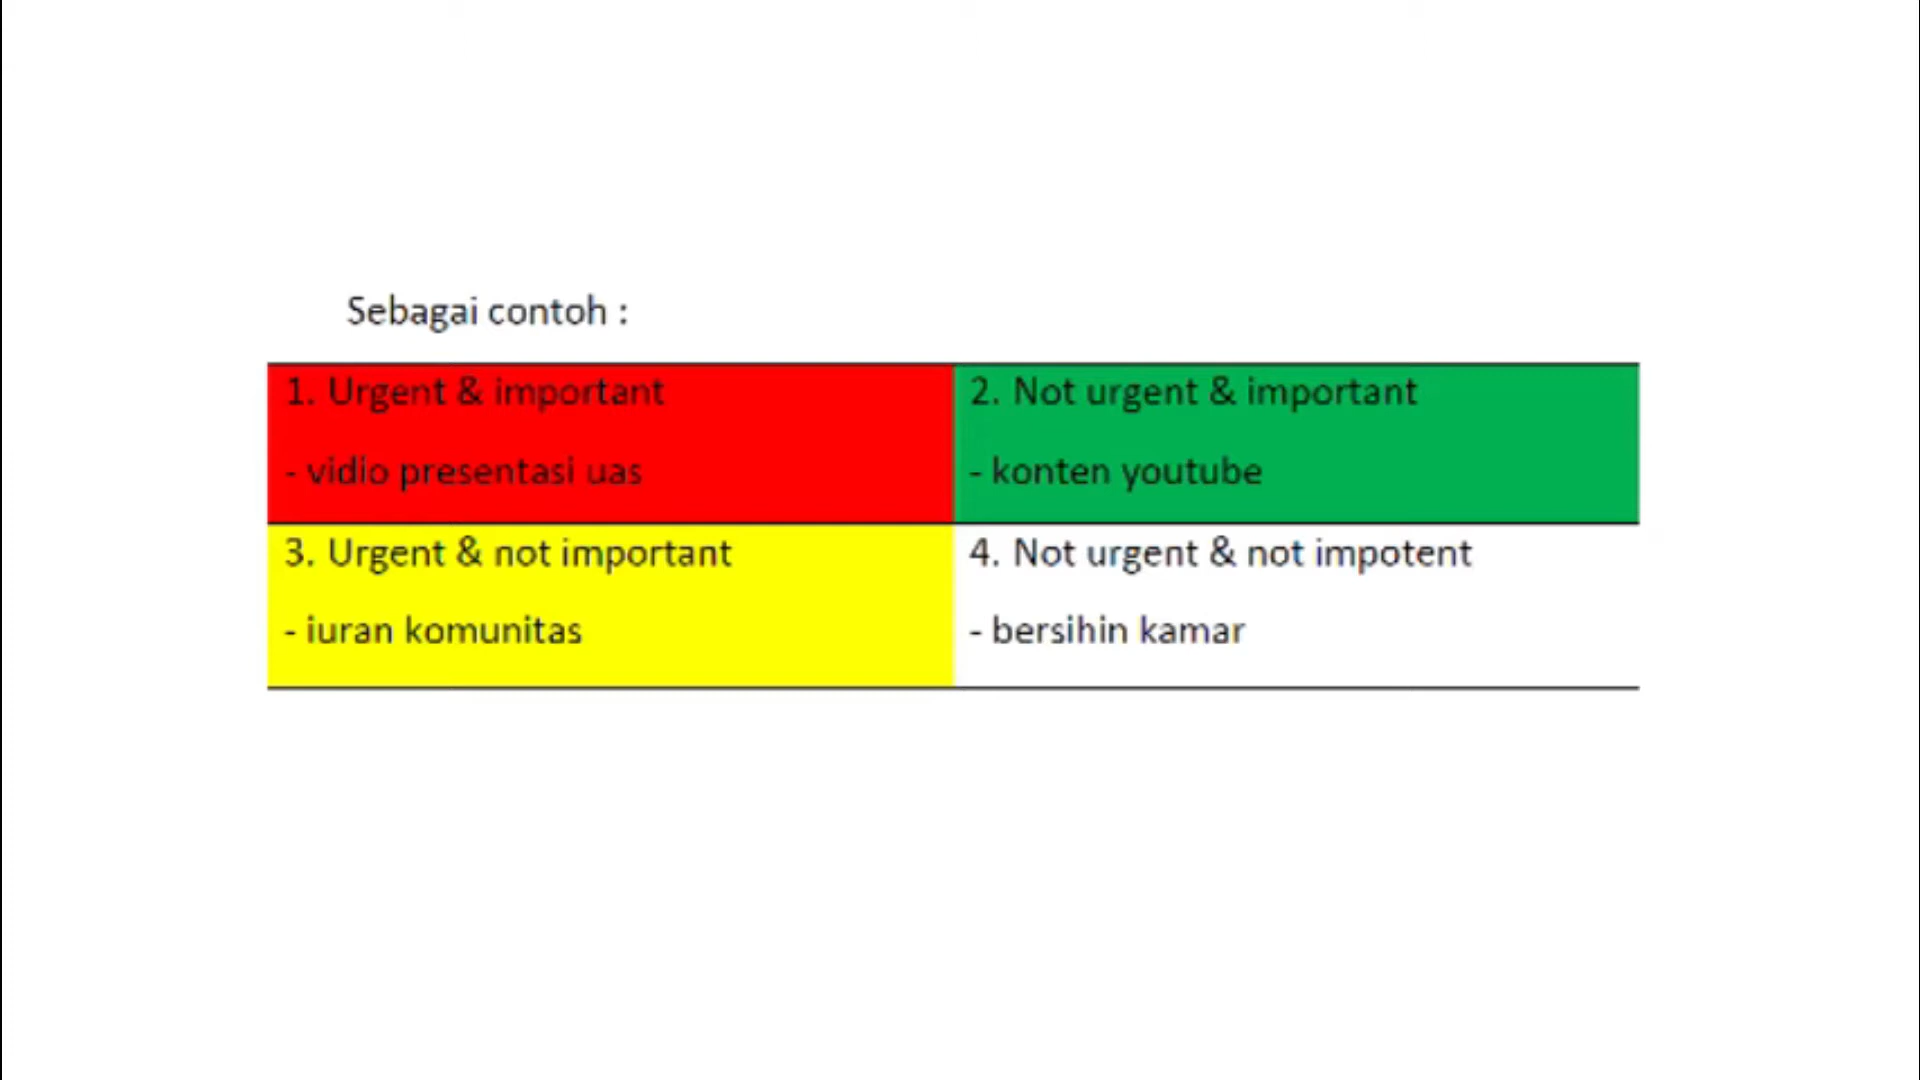 Sebagai contoh :
1. Urgent & important
- vidio presentasi uas
2. Not urgent & important
- konten youtube
3. Urgent & not important
- iuran komunitas
4. Not urgent & not impotent
- bersihin kamar